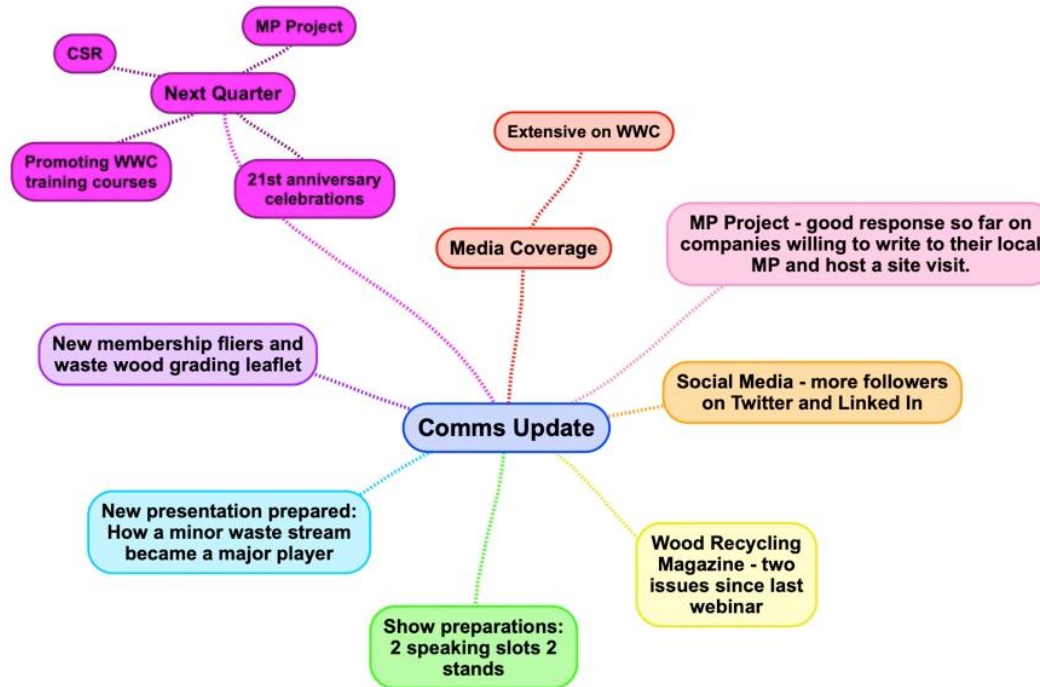 MP Project
CSR
Next Quarter
Promoting WWC
training courses
21st anniversary
celebrations
Extensive on WWC
Media Coverage
MP Project - good response so far on
companies willing to write to their local
MP and host a site visit.
New membership fliers and
waste wood grading leaflet
Social Media - more followers
on Twitter and Linked In
Comms Update
New presentation prepared:
How a minor waste stream
became a major player
Wood Recycling
Magazine - two
issues since last
webinar
Show preparations:
2 speaking slots 2
stands